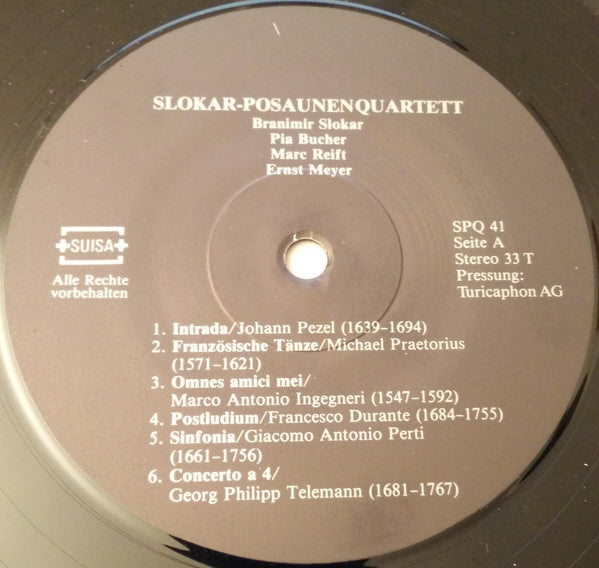 SLOKAR-POSAUNENQUARTETT
Branimir Slokar
Pia Bucher
Marc Reift
Ernst Meyer
SUISA
Alle Rechte
vorbehalten
SPQ 41
Seite A
Stereo 33 T
Pressung:
Turicaphon AG
1. Intrada/Johann Pezel (1639–1694)
2. Französische Tänze/Michael Praetorius
(1571–1621)
3. Omnes amici mei/
Marco Antonio Ingegneri (1547–1592)
4. Postludium/Francesco Durante (1684–1755)
5. Sinfonia/Giacomo Antonio Perti
(1661–1756)
6. Concerto a 4/
Georg Philipp Telemann (1681–1767)